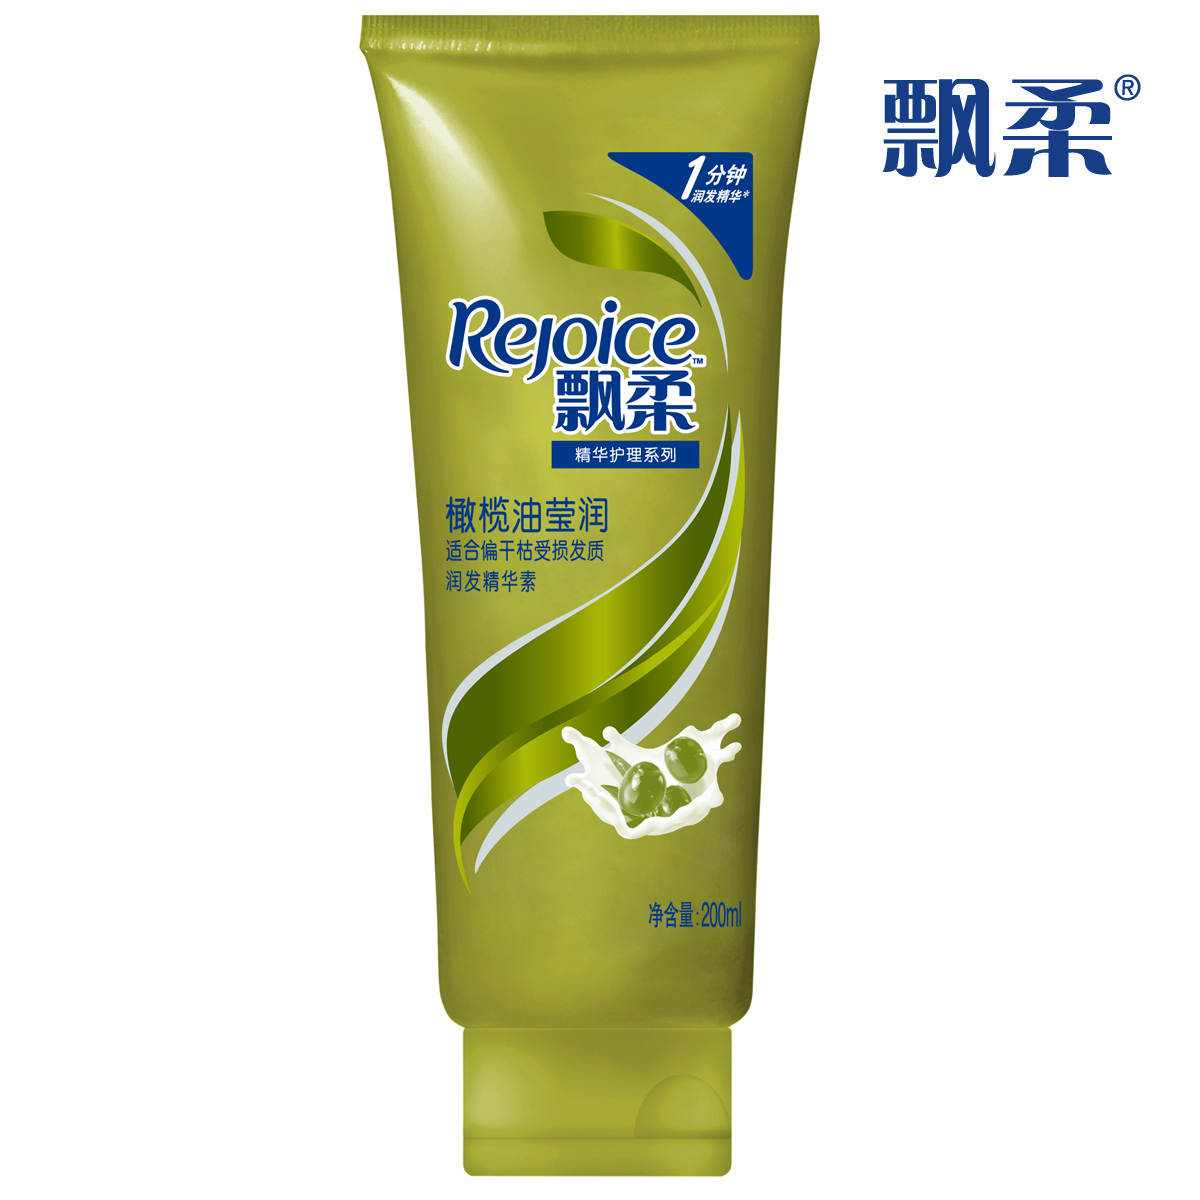 飘柔®
1分钟
润发精华*
Rejoice™
飘柔
精华护理系列
橄榄油莹润
适合偏干枯受损发质
润发精华素
净含量:200ml